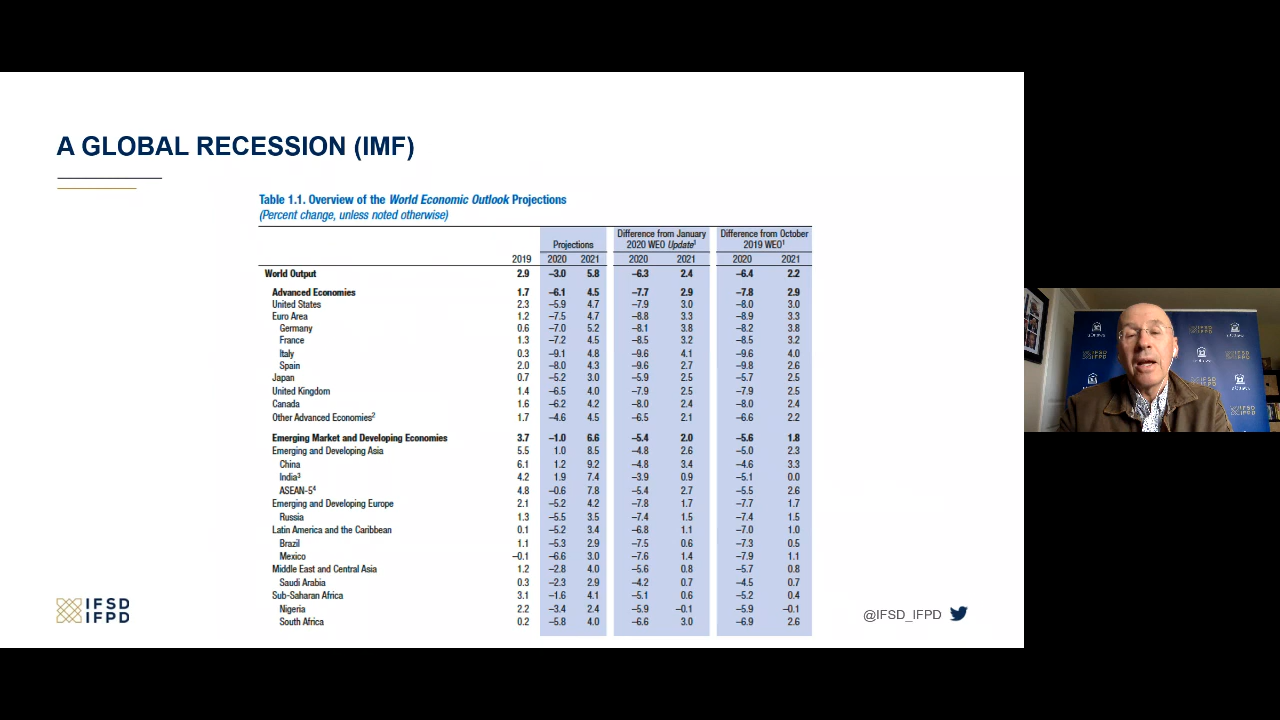 A GLOBAL RECESSION (IMF)
Table 1.1. Overview of the World Economic Outlook Projections
(Percent change, unless noted otherwise)
Projections Difference from January 2020 WEO Update¹ Difference from October 2019 WEO¹
2019 2020 2021 2020 2021 2020 2021
World Output 2.9 –3.0 5.8 –6.3 2.4 –6.4 2.2
Advanced Economies 1.7 –6.1 4.5 –7.7 2.9 –7.8 2.9
United States 2.3 –5.9 4.7 –7.9 3.0 –8.0 3.0
Euro Area 1.2 –7.5 4.7 –8.8 3.3 –8.9 3.3
Germany 0.6 –7.0 5.2 –8.1 3.8 –8.2 3.8
France 1.3 –7.2 4.5 –8.5 3.2 –8.5 3.2
Italy 0.3 –9.1 4.8 –9.6 4.1 –9.6 4.0
Spain 2.0 –8.0 4.3 –9.6 2.7 –9.8 2.6
Japan 0.7 –5.2 3.0 –5.9 2.5 –5.7 2.5
United Kingdom 1.4 –6.5 4.0 –7.9 2.5 –7.9 2.5
Canada 1.6 –6.2 4.2 –8.0 2.4 –8.0 2.4
Other Advanced Economies² 1.7 –4.6 4.5 –6.5 2.1 –6.6 2.2
Emerging Market and Developing Economies 3.7 –1.0 6.6 –5.4 2.0 –5.6 1.8
Emerging and Developing Asia 5.5 1.0 8.5 –4.8 2.6 –5.0 2.3
China 6.1 1.2 9.2 –4.8 3.4 –4.6 3.3
India³ 4.2 1.9 7.4 –3.9 0.9 –5.1 0.0
ASEAN-5⁴ 4.8 –0.6 7.8 –5.4 2.7 –5.5 2.6
Emerging and Developing Europe 2.1 –5.2 4.2 –7.8 1.7 –7.7 1.7
Russia 1.3 –5.5 3.5 –7.4 1.5 –7.4 1.5
Latin America and the Caribbean 0.1 –5.2 3.4 –6.8 1.1 –7.0 1.0
Brazil 1.1 –5.3 2.9 –7.5 0.6 –7.3 0.5
Mexico –0.1 –6.6 3.0 –7.6 1.4 –7.9 1.1
Middle East and Central Asia 1.2 –2.8 4.0 –5.6 0.8 –5.7 0.8
Saudi Arabia 0.3 –2.3 2.9 –4.2 0.7 –4.5 0.7
Sub-Saharan Africa 3.1 –1.6 4.1 –5.1 0.6 –5.2 0.4
Nigeria 2.2 –3.4 2.4 –5.9 –0.1 –5.9 –0.1
South Africa 0.2 –5.8 4.0 –6.6 3.0 –6.9 2.6
IFSD
IFPD
@IFSD_IFPD
IFSD
IFPD
IFSD
IFPD
IFSD
IFPD